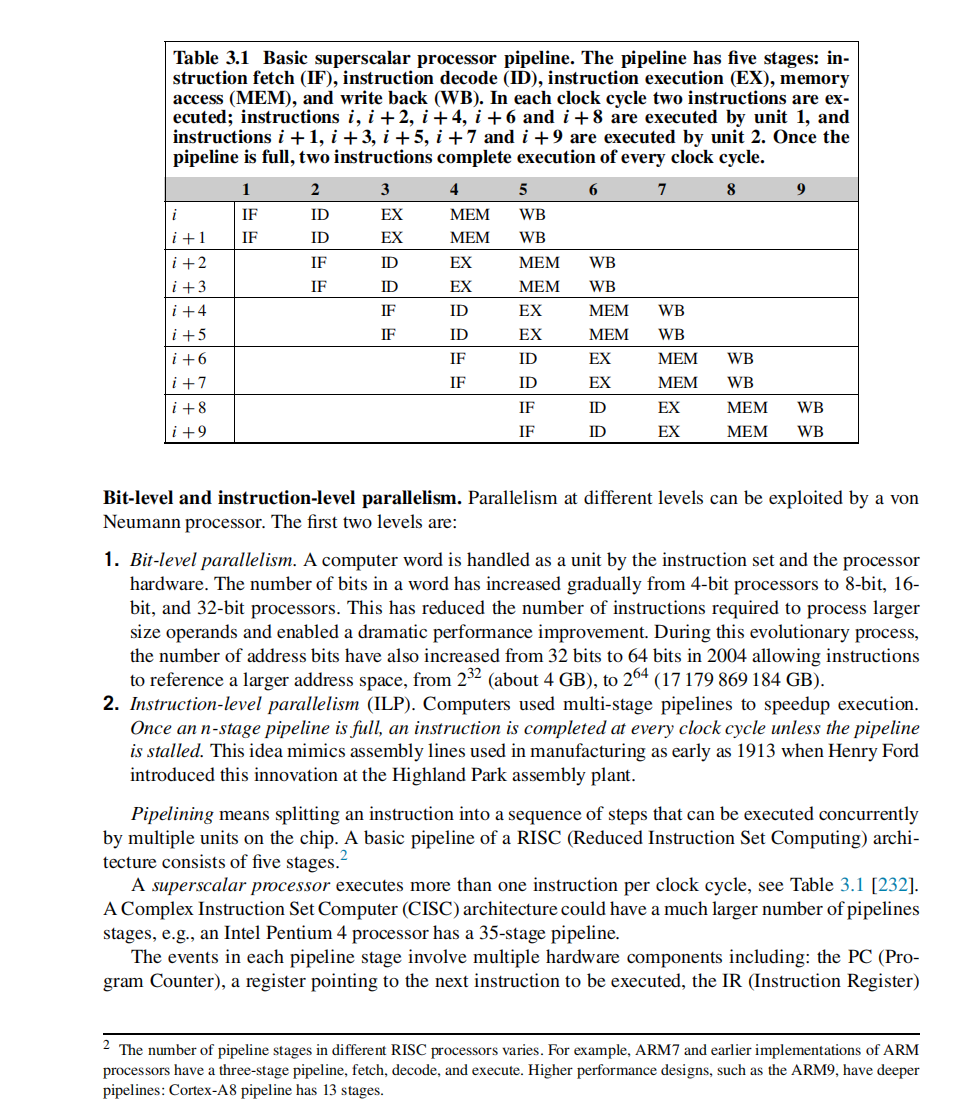 Table 3.1 Basic superscalar processor pipeline. The pipeline has five stages: in-
struction fetch (IF), instruction decode (ID), instruction execution (EX), memory
access (MEM), and write back (WB). In each clock cycle two instructions are ex-
ecuted; instructions i, i + 2, i + 4, i + 6 and i + 8 are executed by unit 1, and
instructions i + 1, i + 3, i + 5, i + 7 and i + 9 are executed by unit 2. Once the
pipeline is full, two instructions complete execution of every clock cycle.
1 2 3 4 5 6 7 8 9
i IF ID EX MEM WB
i + 1 IF ID EX MEM WB
i + 2 IF ID EX MEM WB
i + 3 IF ID EX MEM WB
i + 4 IF ID EX MEM WB
i + 5 IF ID EX MEM WB
i + 6 IF ID EX MEM WB
i + 7 IF ID EX MEM WB
i + 8 IF ID EX MEM WB
i + 9 IF ID EX MEM WB
Bit-level and instruction-level parallelism. Parallelism at different levels can be exploited by a von
Neumann processor. The first two levels are:
1. Bit-level parallelism. A computer word is handled as a unit by the instruction set and the processor
hardware. The number of bits in a word has increased gradually from 4-bit processors to 8-bit, 16-
bit, and 32-bit processors. This has reduced the number of instructions required to process larger
size operands and enabled a dramatic performance improvement. During this evolutionary process,
the number of address bits have also increased from 32 bits to 64 bits in 2004 allowing instructions
to reference a larger address space, from 2³² (about 4 GB), to 2⁶⁴ (17 179 869 184 GB).
2. Instruction-level parallelism (ILP). Computers used multi-stage pipelines to speedup execution.
Once an n-stage pipeline is full, an instruction is completed at every clock cycle unless the pipeline
is stalled. This idea mimics assembly lines used in manufacturing as early as 1913 when Henry Ford
introduced this innovation at the Highland Park assembly plant.
Pipelining means splitting an instruction into a sequence of steps that can be executed concurrently
by multiple units on the chip. A basic pipeline of a RISC (Reduced Instruction Set Computing) archi-
tecture consists of five stages.²
A superscalar processor executes more than one instruction per clock cycle, see Table 3.1 [232].
A Complex Instruction Set Computer (CISC) architecture could have a much larger number of pipelines
stages, e.g., an Intel Pentium 4 processor has a 35-stage pipeline.
The events in each pipeline stage involve multiple hardware components including: the PC (Pro-
gram Counter), a register pointing to the next instruction to be executed, the IR (Instruction Register)
² The number of pipeline stages in different RISC processors varies. For example, ARM7 and earlier implementations of ARM
processors have a three-stage pipeline, fetch, decode, and execute. Higher performance designs, such as the ARM9, have deeper
pipelines: Cortex-A8 pipeline has 13 stages.